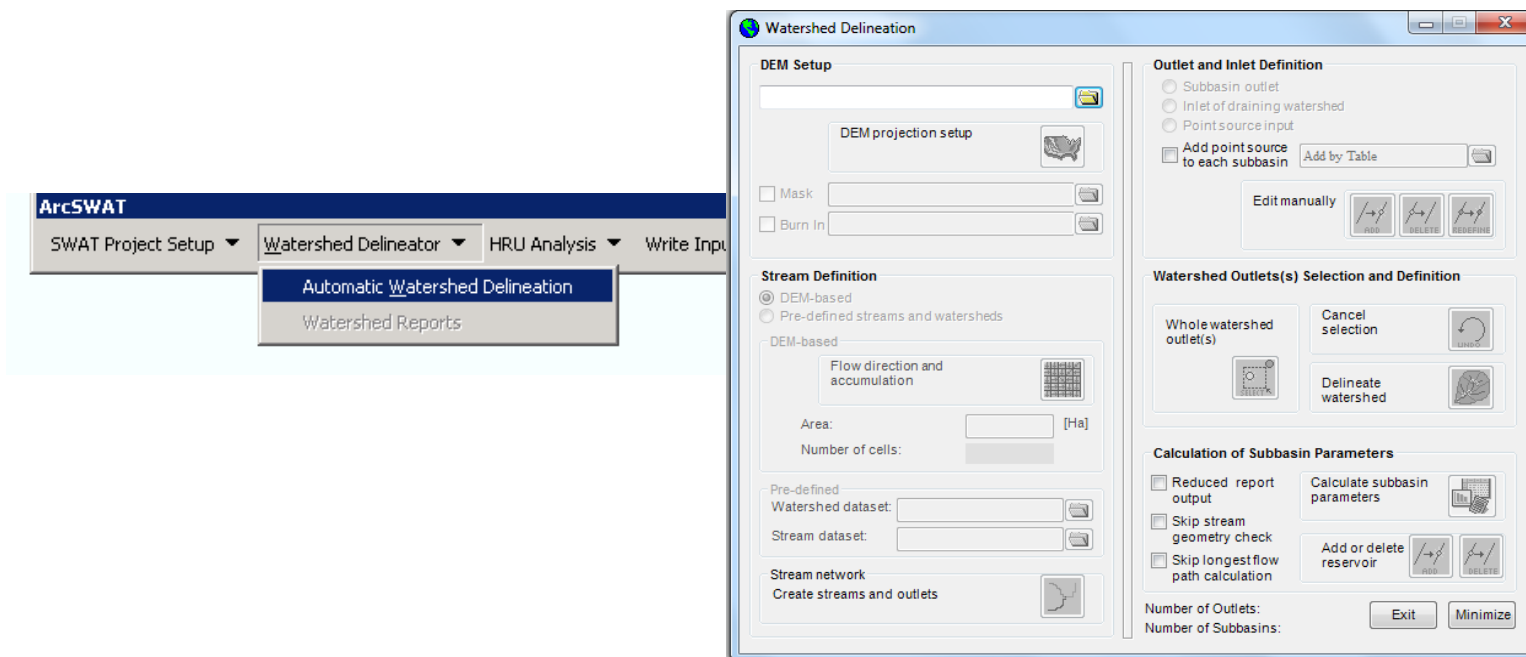 ArcSWAT
SWAT Project Setup
Watershed Delineator
HRU Analysis
Write Inpu
Automatic Watershed Delineation
Watershed Reports
Watershed Delineation
DEM Setup
DEM projection setup
Mask
Burn In
Stream Definition
DEM-based
Pre-defined streams and watersheds
DEM-based
Flow direction and
accumulation
Area:
[Ha]
Number of cells:
Pre-defined
Watershed dataset:
Stream dataset:
Stream network
Create streams and outlets
Outlet and Inlet Definition
Subbasin outlet
Inlet of draining watershed
Point source input
Add point source
to each subbasin
Add by Table
Edit manually
ADD
DELETE
REDEFINE
Watershed Outlets(s) Selection and Definition
Whole watershed
outlet(s)
SELECT
Cancel
selection
UNDO
Delineate
watershed
Calculation of Subbasin Parameters
Reduced report
output
Skip stream
geometry check
Skip longest flow
path calculation
Calculate subbasin
parameters
Add or delete
reservoir
ADD
DELETE
Number of Outlets:
Number of Subbasins:
Exit
Minimize